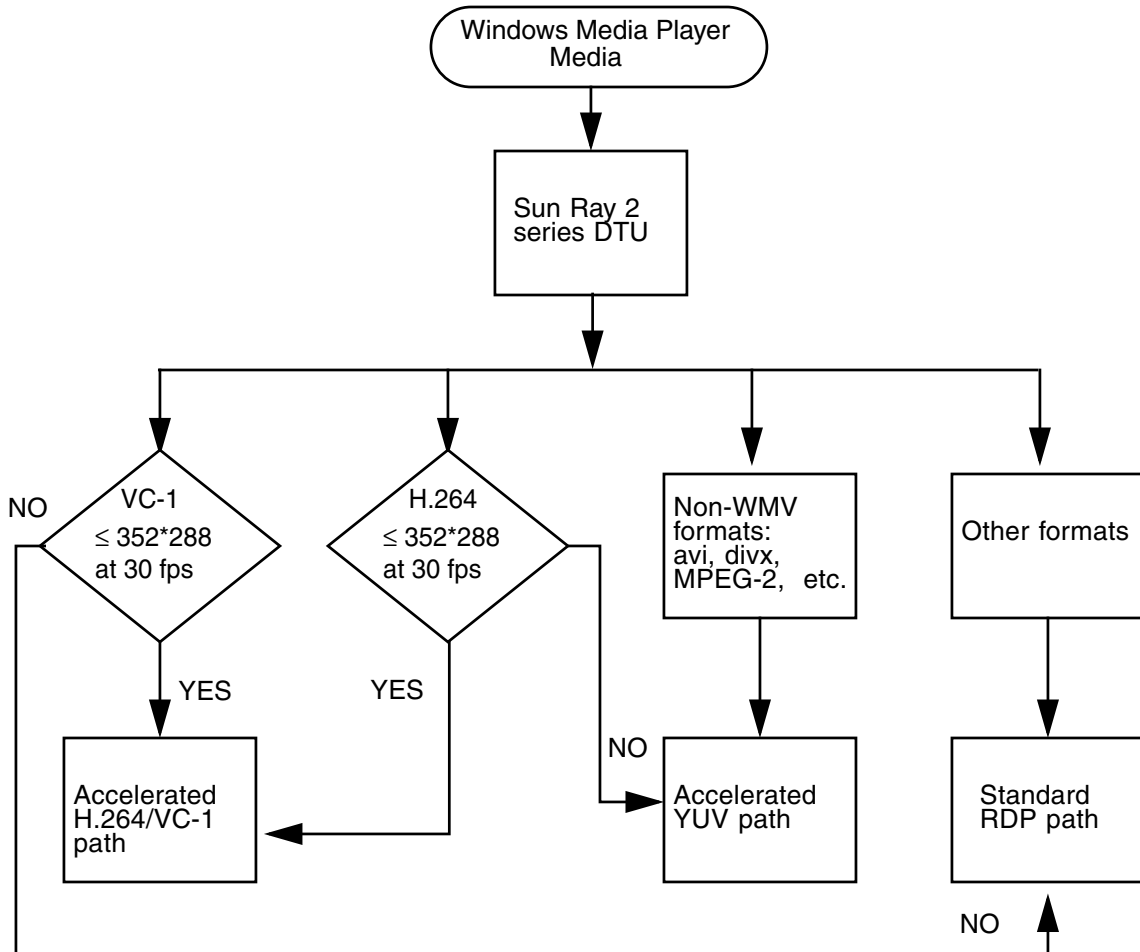 Windows Media Player
Media
Sun Ray 2
series DTU
NO
VC-1
≤ 352*288
at 30 fps
H.264
≤ 352*288
at 30 fps
Non-WMV
formats:
avi, divx,
MPEG-2, etc.
Other formats
YES
YES
NO
Accelerated
H.264/VC-1
path
Accelerated
YUV path
Standard
RDP path
NO